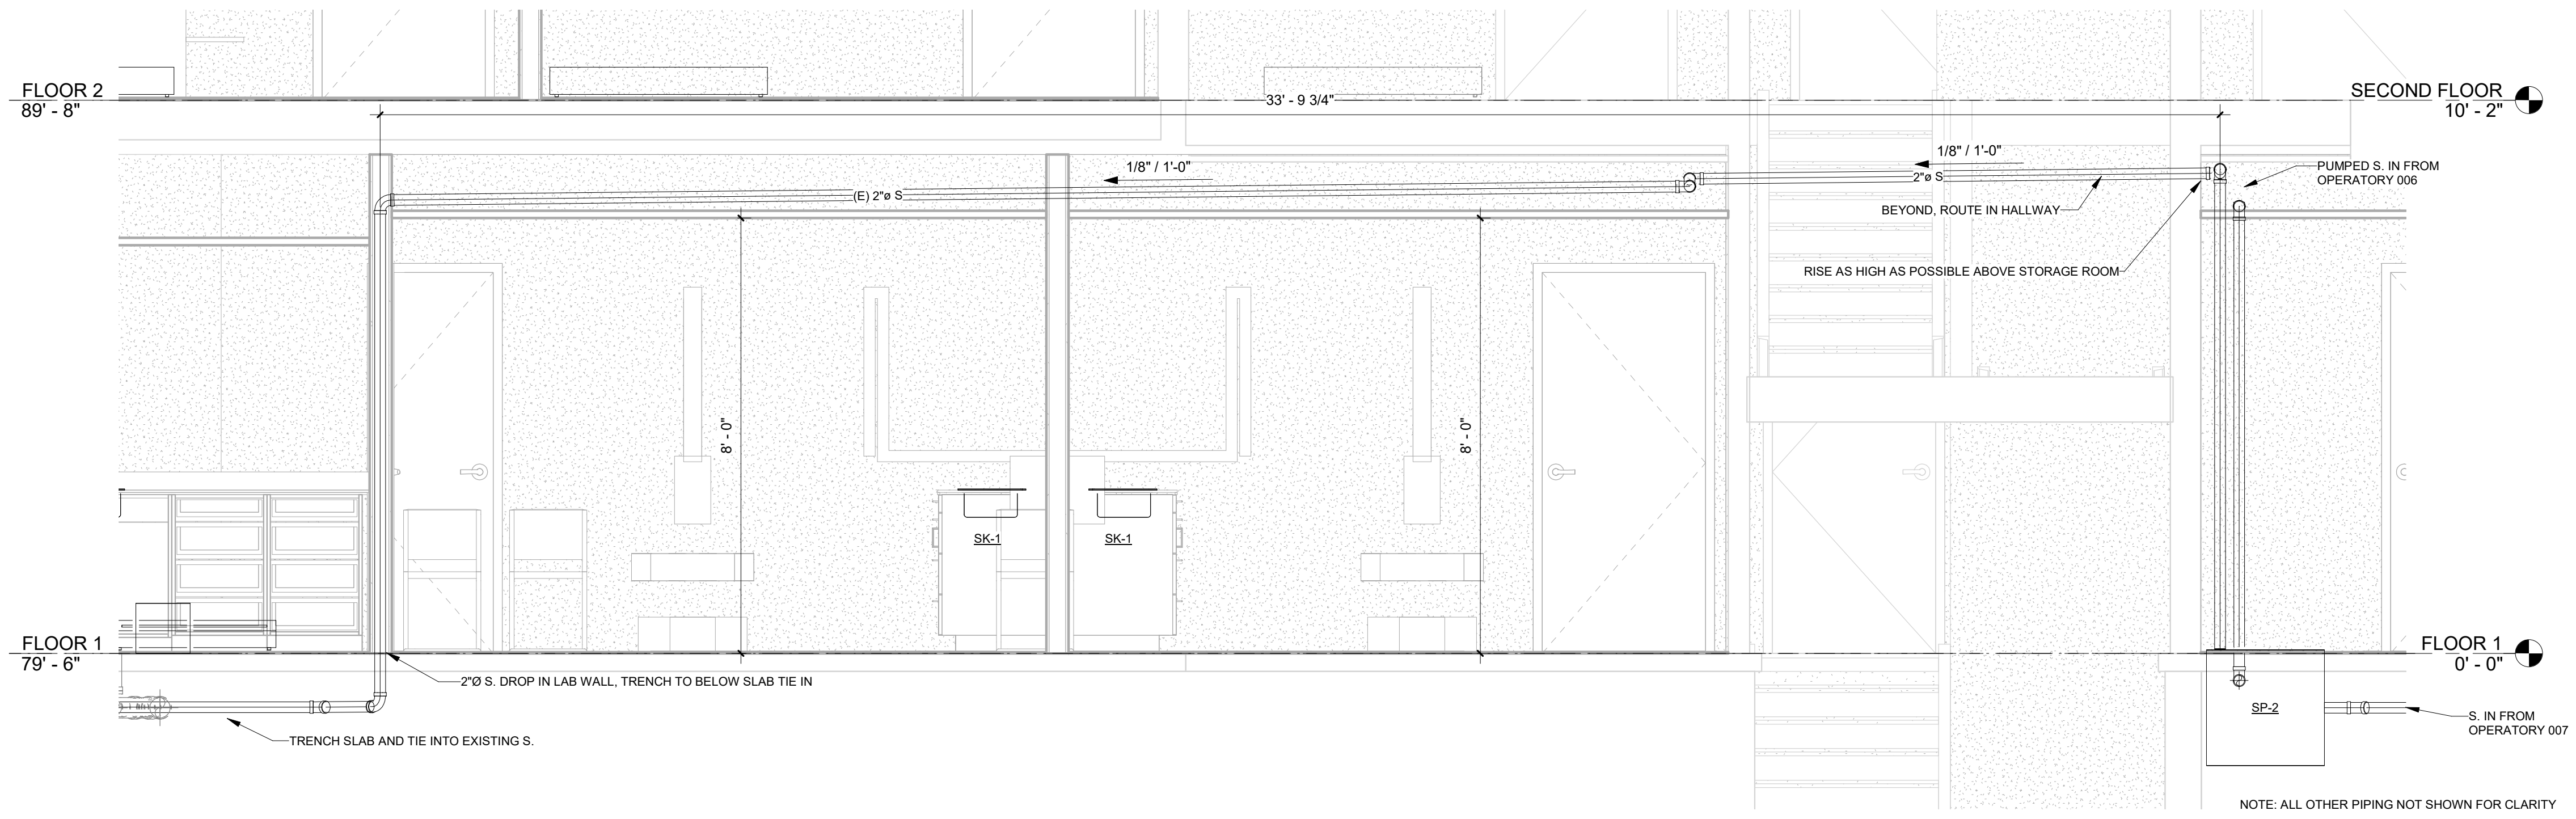 FLOOR 2
89' - 8"
33' - 9 3/4"
SECOND FLOOR
10' - 2"
1/8" / 1'-0"
1/8" / 1'-0"
(E) 2"ø S
2"ø S
PUMPED S. IN FROM
OPERATORY 006
BEYOND, ROUTE IN HALLWAY
RISE AS HIGH AS POSSIBLE ABOVE STORAGE ROOM
8' - 0"
8' - 0"
SK-1
SK-1
FLOOR 1
79' - 6"
FLOOR 1
0' - 0"
2"Ø S. DROP IN LAB WALL, TRENCH TO BELOW SLAB TIE IN
TRENCH SLAB AND TIE INTO EXISTING S.
SP-2
S. IN FROM
OPERATORY 007
NOTE: ALL OTHER PIPING NOT SHOWN FOR CLARITY